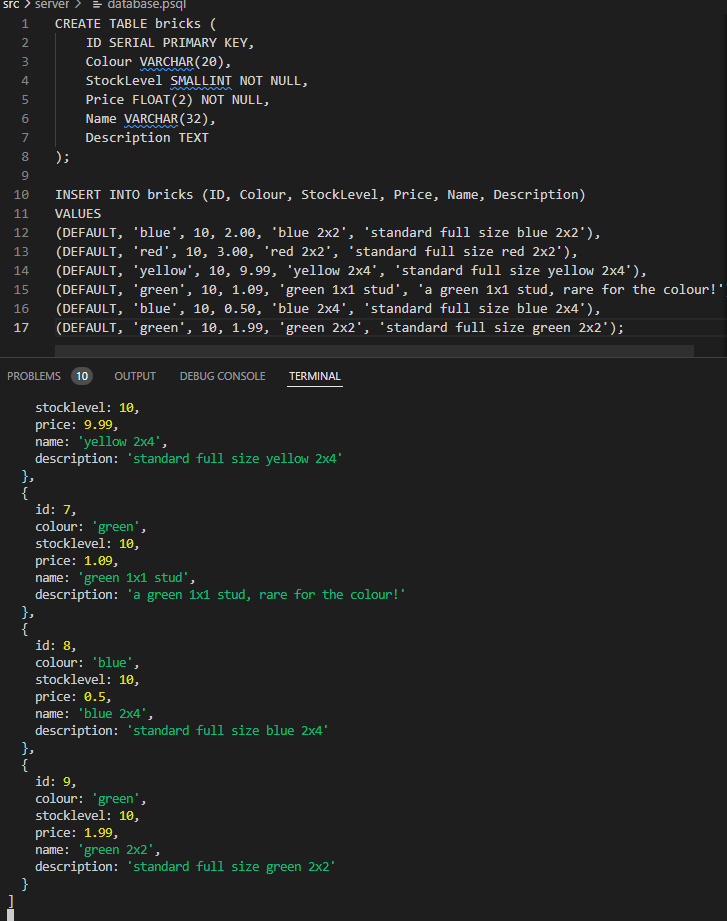 src > server > database.psql
1 CREATE TABLE bricks (
2 ID SERIAL PRIMARY KEY,
3 Colour VARCHAR(20),
4 StockLevel SMALLINT NOT NULL,
5 Price FLOAT(2) NOT NULL,
6 Name VARCHAR(32),
7 Description TEXT
8 );
9
10 INSERT INTO bricks (ID, Colour, StockLevel, Price, Name, Description)
11 VALUES
12 (DEFAULT, 'blue', 10, 2.00, 'blue 2x2', 'standard full size blue 2x2'),
13 (DEFAULT, 'red', 10, 3.00, 'red 2x2', 'standard full size red 2x2'),
14 (DEFAULT, 'yellow', 10, 9.99, 'yellow 2x4', 'standard full size yellow 2x4'),
15 (DEFAULT, 'green', 10, 1.09, 'green 1x1 stud', 'a green 1x1 stud, rare for the colour!'
16 (DEFAULT, 'blue', 10, 0.50, 'blue 2x4', 'standard full size blue 2x4'),
17 (DEFAULT, 'green', 10, 1.99, 'green 2x2', 'standard full size green 2x2');
PROBLEMS 10 OUTPUT DEBUG CONSOLE TERMINAL
stocklevel: 10,
price: 9.99,
name: 'yellow 2x4',
description: 'standard full size yellow 2x4'
},
{
id: 7,
colour: 'green',
stocklevel: 10,
price: 1.09,
name: 'green 1x1 stud',
description: 'a green 1x1 stud, rare for the colour!'
},
{
id: 8,
colour: 'blue',
stocklevel: 10,
price: 0.5,
name: 'blue 2x4',
description: 'standard full size blue 2x4'
},
{
id: 9,
colour: 'green',
stocklevel: 10,
price: 1.99,
name: 'green 2x2',
description: 'standard full size green 2x2'
}
]